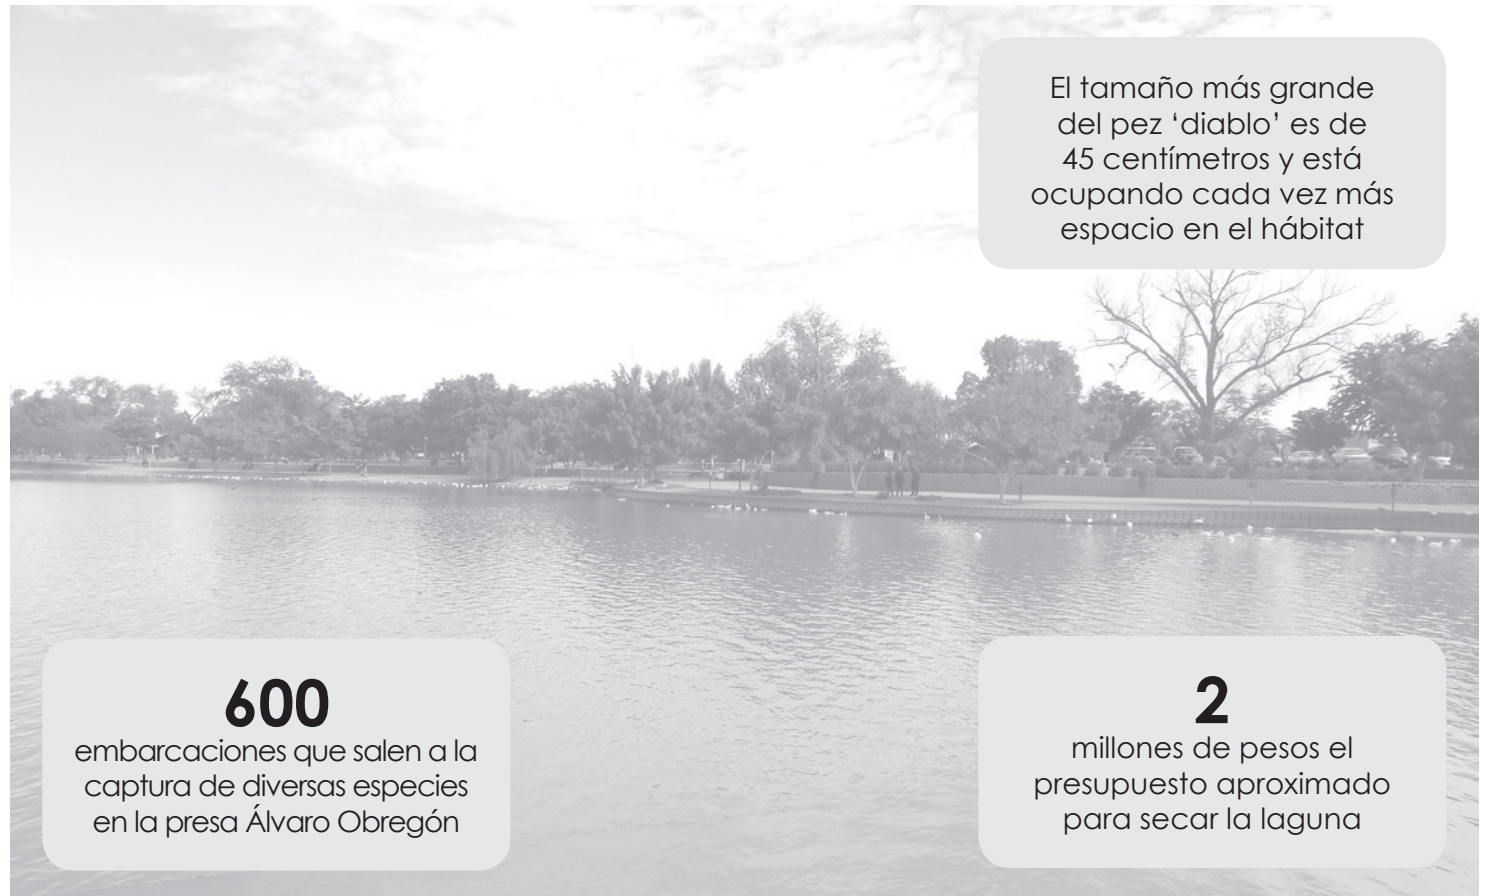 El tamaño más grande
del pez ‘diablo’ es de
45 centímetros y está
ocupando cada vez más
espacio en el hábitat
600
embarcaciones que salen a la
captura de diversas especies
en la presa Álvaro Obregón
2
millones de pesos el
presupuesto aproximado
para secar la laguna